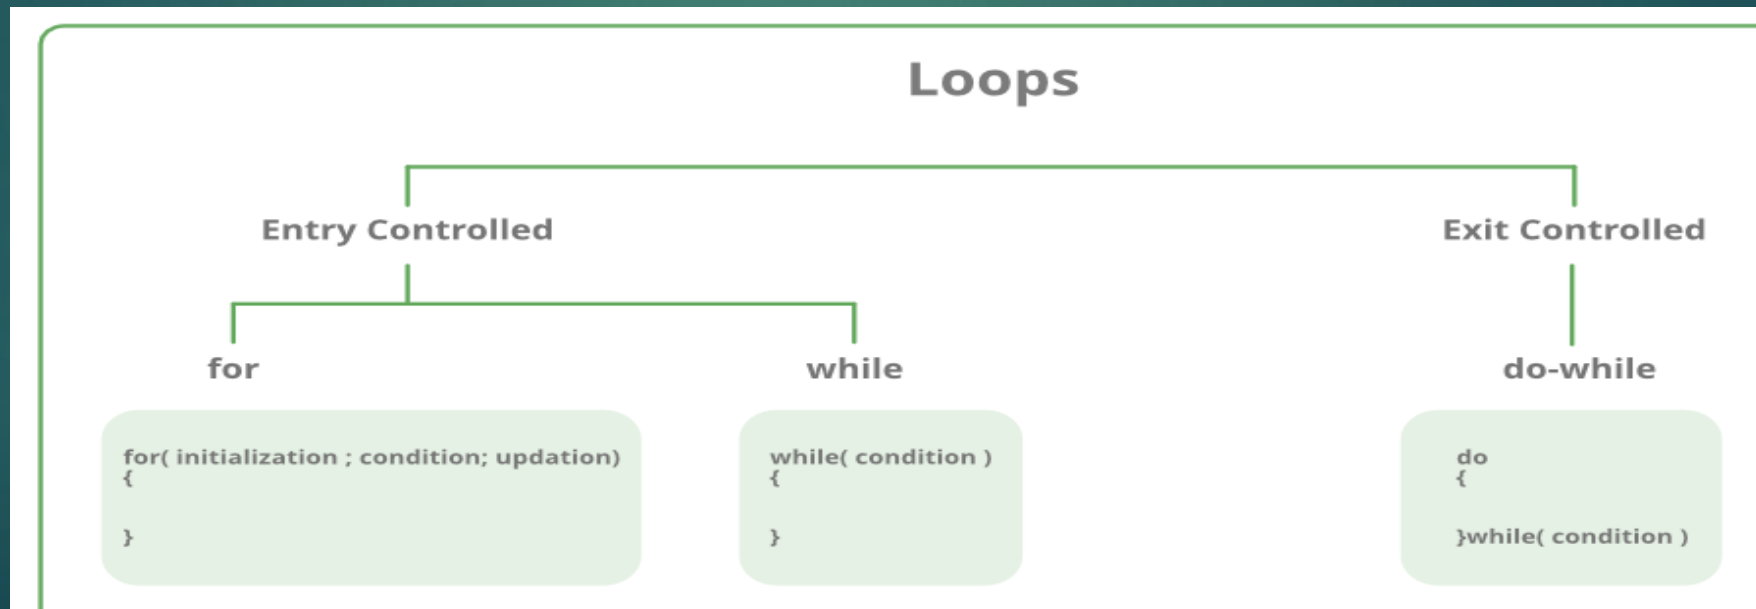 Loops
Entry Controlled
Exit Controlled
for
while
do-while
for( initialization ; condition; updation)
{
}
while( condition )
{
}
do
{
}while( condition )